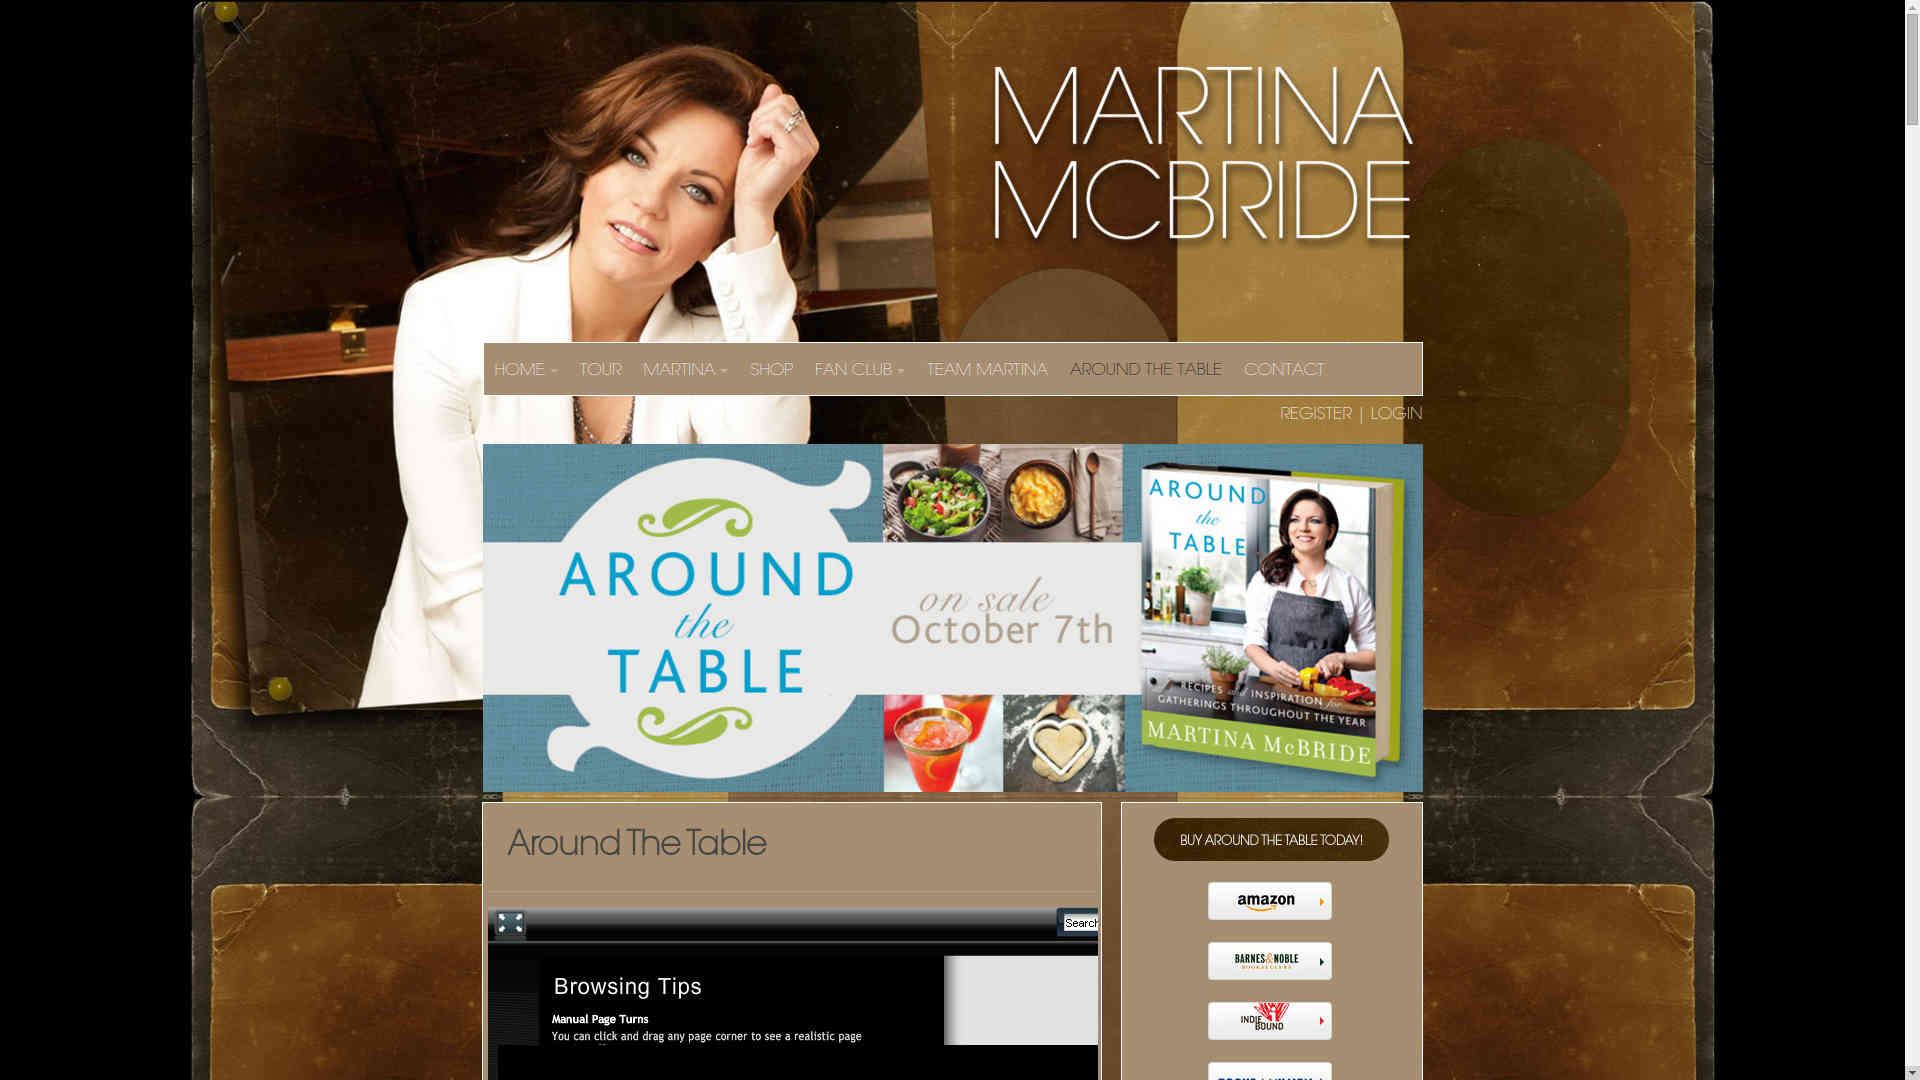 MARTINA
MCBRIDE
HOME TOUR MARTINA SHOP FAN CLUB TEAM MARTINA AROUND THE TABLE CONTACT
REGISTER | LOGIN
AROUND
the
TABLE
on sale
October 7th
AROUND
the
TABLE
RECIPES and INSPIRATION for
GATHERINGS THROUGHOUT THE YEAR
MARTINA McBRIDE
Around The Table
Search
Browsing Tips
Manual Page Turns
You can click and drag any page corner to see a realistic page
BUY AROUND THE TABLE TODAY!
amazon
BARNES&NOBLE
BOOKSELLERS
INDIE
BOUND